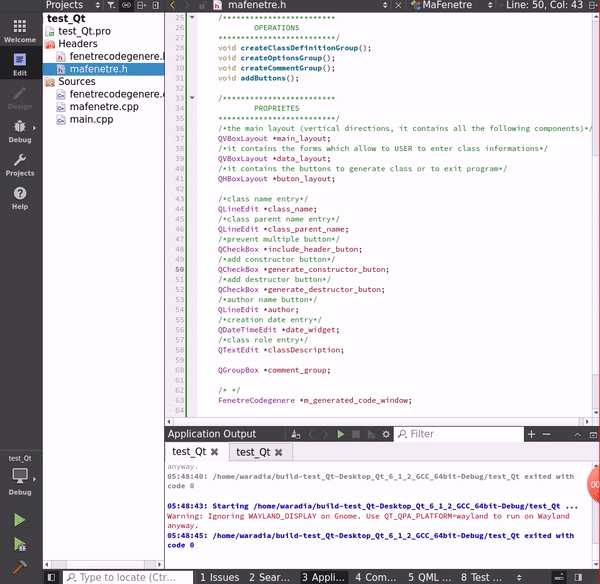 Projects
mafenetre.h
MaFenetre
Line: 50, Col: 43
Welcome
Edit
Design
Debug
Projects
Help
test_Qt
Debug
test_Qt
test_Qt.pro
Headers
fenetrecodegenere.h
mafenetre.h
Sources
fenetrecodegenere.c
mafenetre.cpp
main.cpp
25 /*************************
26 OPERATIONS
27 *************************/
28 void createClassDefinitionGroup();
29 void createOptionsGroup();
30 void createCommentGroup();
31 void addButtons();
32
33 /*************************
34 PROPRIETES
35 *************************/
36 /*the main layout (vertical directions, it contains all the following components)*/
37 QVBoxLayout *main_layout;
38 /*it contains the forms which allow to USER to enter class informations*/
39 QVBoxLayout *data_layout;
40 /*it contains the buttons to generate class or to exit program*/
41 QHBoxLayout *buton_layout;
42
43 /*class name entry*/
44 QLineEdit *class_name;
45 /*class parent name entry*/
46 QLineEdit *class_parent_name;
47 /*prevent multiple button*/
48 QCheckBox *include_header_buton;
49 /*add constructor button*/
50 QCheckBox *generate_constructor_buton;
51 /*add destructor button*/
52 QCheckBox *generate_destructor_buton;
53 /*author name button*/
54 QLineEdit *author;
55 /*creation date entry*/
56 QDateTimeEdit *date_widget;
57 /*class role entry*/
58 QTextEdit *classDescription;
59
60 QGroupBox *comment_group;
61
62 /* */
63 FenetreCodegenere *m_generated_code_window;
64
Application Output
Filter
test_Qt
test_Qt
anyway.
05:48:40: /home/waradia/build-test_Qt-Desktop_Qt_6_1_2_GCC_64bit-Debug/test_Qt exited with
code 0
05:48:43: Starting /home/waradia/build-test_Qt-Desktop_Qt_6_1_2_GCC_64bit-Debug/test_Qt ...
Warning: Ignoring WAYLAND_DISPLAY on Gnome. Use QT_QPA_PLATFORM=wayland to run on Wayland
anyway.
05:48:45: /home/waradia/build-test_Qt-Desktop_Qt_6_1_2_GCC_64bit-Debug/test_Qt exited with
code 0
00
Type to locate (Ctr...
1 Issues
2 Sear...
3 Appli...
4 Com...
5 QML ...
8 Test ...